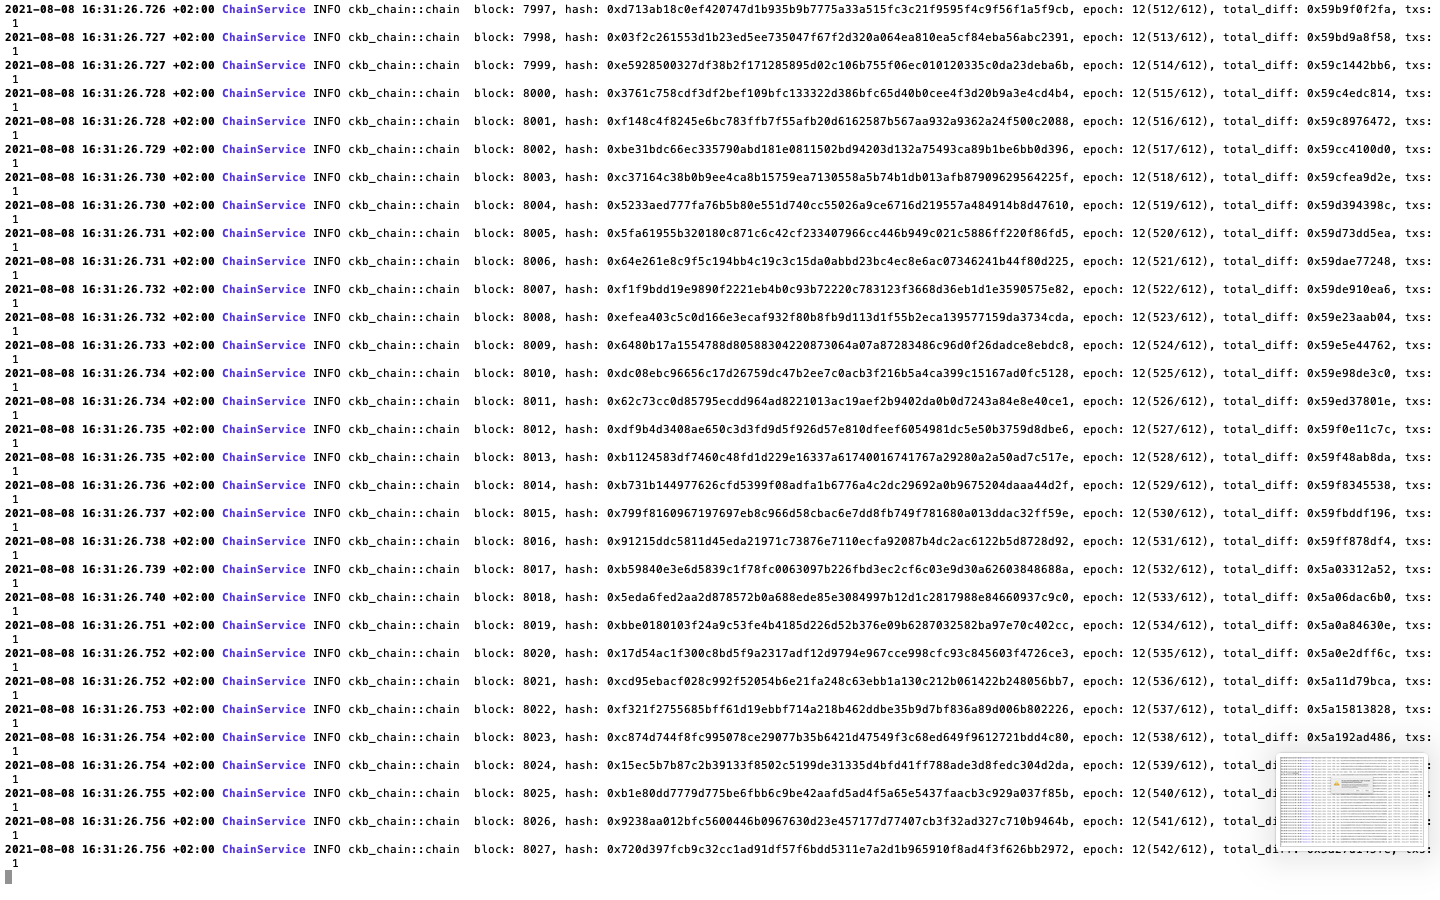 2021-08-08 16:31:26.726 +02:00 ChainService INFO ckb_chain::chain  block: 7997, hash: 0xd713ab18c0ef420747d1b935b9b7775a33a515fc3c21f9595f4c9f56f1a5f9cb, epoch: 12(512/612), total_diff: 0x59b9f0f2fa, txs:
1
2021-08-08 16:31:26.727 +02:00 ChainService INFO ckb_chain::chain  block: 7998, hash: 0x03f2c261553d1b23ed5ee735047f67f2d320a064ea810ea5cf84eba56abc2391, epoch: 12(513/612), total_diff: 0x59bd9a8f58, txs:
1
2021-08-08 16:31:26.727 +02:00 ChainService INFO ckb_chain::chain  block: 7999, hash: 0xe5928500327df38b2f171285895d02c106b755f06ec010120335c0da23deba6b, epoch: 12(514/612), total_diff: 0x59c1442bb6, txs:
1
2021-08-08 16:31:26.728 +02:00 ChainService INFO ckb_chain::chain  block: 8000, hash: 0x3761c758cdf3df2bef109bfc133322d386bfc65d40b0cee4f3d20b9a3e4cd4b4, epoch: 12(515/612), total_diff: 0x59c4edc814, txs:
1
2021-08-08 16:31:26.728 +02:00 ChainService INFO ckb_chain::chain  block: 8001, hash: 0xf148c4f8245e6bc783ffb7f55afb20d6162587b567aa932a9362a24f500c2088, epoch: 12(516/612), total_diff: 0x59c8976472, txs:
1
2021-08-08 16:31:26.729 +02:00 ChainService INFO ckb_chain::chain  block: 8002, hash: 0xbe31bdc66ec335790abd181e0811502bd94203d132a75493ca89b1be6bb0d396, epoch: 12(517/612), total_diff: 0x59cc4100d0, txs:
1
2021-08-08 16:31:26.730 +02:00 ChainService INFO ckb_chain::chain  block: 8003, hash: 0xc37164c38b0b9ee4ca8b15759ea7130558a5b74b1db013afb87909629564225f, epoch: 12(518/612), total_diff: 0x59cfea9d2e, txs:
1
2021-08-08 16:31:26.730 +02:00 ChainService INFO ckb_chain::chain  block: 8004, hash: 0x5233aed777fa76b5b80e551d740cc55026a9ce6716d219557a484914b8d47610, epoch: 12(519/612), total_diff: 0x59d394398c, txs:
1
2021-08-08 16:31:26.731 +02:00 ChainService INFO ckb_chain::chain  block: 8005, hash: 0x5fa61955b320180c871c6c42cf233407966cc446b949c021c5886ff220f86fd5, epoch: 12(520/612), total_diff: 0x59d73dd5ea, txs:
1
2021-08-08 16:31:26.731 +02:00 ChainService INFO ckb_chain::chain  block: 8006, hash: 0x64e261e8c9f5c194bb4c19c3c15da0abbd23bc4ec8e6ac07346241b44f80d225, epoch: 12(521/612), total_diff: 0x59dae77248, txs:
1
2021-08-08 16:31:26.732 +02:00 ChainService INFO ckb_chain::chain  block: 8007, hash: 0xf1f9bdd19e9890f2221eb4b0c93b72220c783123f3668d36eb1d1e3590575e82, epoch: 12(522/612), total_diff: 0x59de910ea6, txs:
1
2021-08-08 16:31:26.732 +02:00 ChainService INFO ckb_chain::chain  block: 8008, hash: 0xefea403c5c0d166e3ecaf932f80b8fb9d113d1f55b2eca139577159da3734cda, epoch: 12(523/612), total_diff: 0x59e23aab04, txs:
1
2021-08-08 16:31:26.733 +02:00 ChainService INFO ckb_chain::chain  block: 8009, hash: 0x6480b17a1554788d80588304220873064a07a87283486c96d0f26dadce8ebdc8, epoch: 12(524/612), total_diff: 0x59e5e44762, txs:
1
2021-08-08 16:31:26.734 +02:00 ChainService INFO ckb_chain::chain  block: 8010, hash: 0xdc08ebc96656c17d26759dc47b2ee7c0acb3f216b5a4ca399c15167ad0fc5128, epoch: 12(525/612), total_diff: 0x59e98de3c0, txs:
1
2021-08-08 16:31:26.734 +02:00 ChainService INFO ckb_chain::chain  block: 8011, hash: 0x62c73cc0d85795ecdd964ad8221013ac19aef2b9402da0b0d7243a84e8e40ce1, epoch: 12(526/612), total_diff: 0x59ed37801e, txs:
1
2021-08-08 16:31:26.735 +02:00 ChainService INFO ckb_chain::chain  block: 8012, hash: 0xdf9b4d3408ae650c3d3fd9d5f926d57e810dfeef6054981dc5e50b3759d8dbe6, epoch: 12(527/612), total_diff: 0x59f0e11c7c, txs:
1
2021-08-08 16:31:26.735 +02:00 ChainService INFO ckb_chain::chain  block: 8013, hash: 0xb1124583df7460c48fd1d229e16337a61740016741767a29280a2a50ad7c517e, epoch: 12(528/612), total_diff: 0x59f48ab8da, txs:
1
2021-08-08 16:31:26.736 +02:00 ChainService INFO ckb_chain::chain  block: 8014, hash: 0xb731b144977626cfd5399f08adfa1b6776a4c2dc29692a0b9675204daaa44d2f, epoch: 12(529/612), total_diff: 0x59f8345538, txs:
1
2021-08-08 16:31:26.737 +02:00 ChainService INFO ckb_chain::chain  block: 8015, hash: 0x799f8160967197697eb8c966d58cbac6e7dd8fb749f781680a013ddac32ff59e, epoch: 12(530/612), total_diff: 0x59fbddf196, txs:
1
2021-08-08 16:31:26.738 +02:00 ChainService INFO ckb_chain::chain  block: 8016, hash: 0x91215ddc5811d45eda21971c73876e7110ecfa92087b4dc2ac6122b5d8728d92, epoch: 12(531/612), total_diff: 0x59ff878df4, txs:
1
2021-08-08 16:31:26.739 +02:00 ChainService INFO ckb_chain::chain  block: 8017, hash: 0xb59840e3e6d5839c1f78fc0063097b226fbd3ec2cf6c03e9d30a62603848688a, epoch: 12(532/612), total_diff: 0x5a03312a52, txs:
1
2021-08-08 16:31:26.740 +02:00 ChainService INFO ckb_chain::chain  block: 8018, hash: 0x5eda6fed2aa2d878572b0a688ede85e3084997b12d1c2817988e84660937c9c0, epoch: 12(533/612), total_diff: 0x5a06dac6b0, txs:
1
2021-08-08 16:31:26.751 +02:00 ChainService INFO ckb_chain::chain  block: 8019, hash: 0xbbe0180103f24a9c53fe4b4185d226d52b376e09b6287032582ba97e70c402cc, epoch: 12(534/612), total_diff: 0x5a0a84630e, txs:
1
2021-08-08 16:31:26.752 +02:00 ChainService INFO ckb_chain::chain  block: 8020, hash: 0x17d54ac1f300c8bd5f9a2317adf12d9794e967cce998cfc93c845603f4726ce3, epoch: 12(535/612), total_diff: 0x5a0e2dff6c, txs:
1
2021-08-08 16:31:26.752 +02:00 ChainService INFO ckb_chain::chain  block: 8021, hash: 0xcd95ebacf028c992f52054b6e21fa248c63ebb1a130c212b061422b248056bb7, epoch: 12(536/612), total_diff: 0x5a11d79bca, txs:
1
2021-08-08 16:31:26.753 +02:00 ChainService INFO ckb_chain::chain  block: 8022, hash: 0xf321f2755685bff61d19ebbf714a218b462ddbe35b9d7bf836a89d006b802226, epoch: 12(537/612), total_diff: 0x5a15813828, txs:
1
2021-08-08 16:31:26.754 +02:00 ChainService INFO ckb_chain::chain  block: 8023, hash: 0xc874d744f8fc995078ce29077b35b6421d47549f3c68ed649f9612721bdd4c80, epoch: 12(538/612), total_diff: 0x5a192ad486, txs:
1
2021-08-08 16:31:26.754 +02:00 ChainService INFO ckb_chain::chain  block: 8024, hash: 0x15ec5b7b87c2b39133f8502c5199de31335d4bfd41ff788ade3d8fedc304d2da, epoch: 12(539/612),
1
2021-08-08 16:31:26.755 +02:00 ChainService INFO ckb_chain::chain  block: 8025, hash: 0xb1e80dd7779d775be6fbb6c9be42aafd5ad4f5a65e5437faacb3c929a037f85b, epoch: 12(540/612),
1
2021-08-08 16:31:26.756 +02:00 ChainService INFO ckb_chain::chain  block: 8026, hash: 0x9238aa012bfc5600446b0967630d23e457177d77407cb3f32ad327c710b9464b, epoch: 12(541/612),
1
2021-08-08 16:31:26.756 +02:00 ChainService INFO ckb_chain::chain  block: 8027, hash: 0x720d397fcb9c32cc1ad91df57f6bdd5311e7a2d1b965910f8ad4f3f626bb2972, epoch: 12(542/612),
1